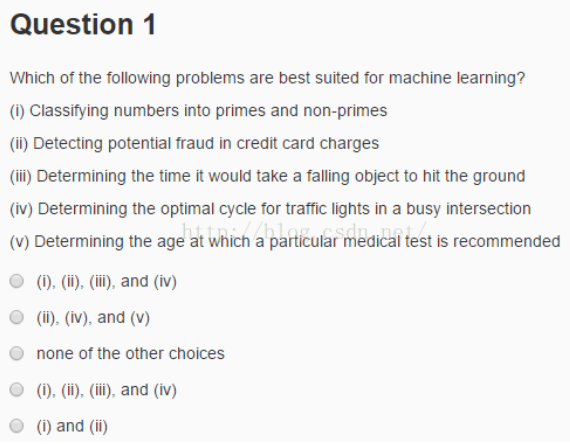 Question 1
Which of the following problems are best suited for machine learning?
(i) Classifying numbers into primes and non-primes
(ii) Detecting potential fraud in credit card charges
(iii) Determining the time it would take a falling object to hit the ground
(iv) Determining the optimal cycle for traffic lights in a busy intersection
http://blog.csdn.net/
(v) Determining the age at which a particular medical test is recommended
(i), (ii), (iii), and (iv)
(ii), (iv), and (v)
none of the other choices
(i), (ii), (iii), and (iv)
(i) and (ii)